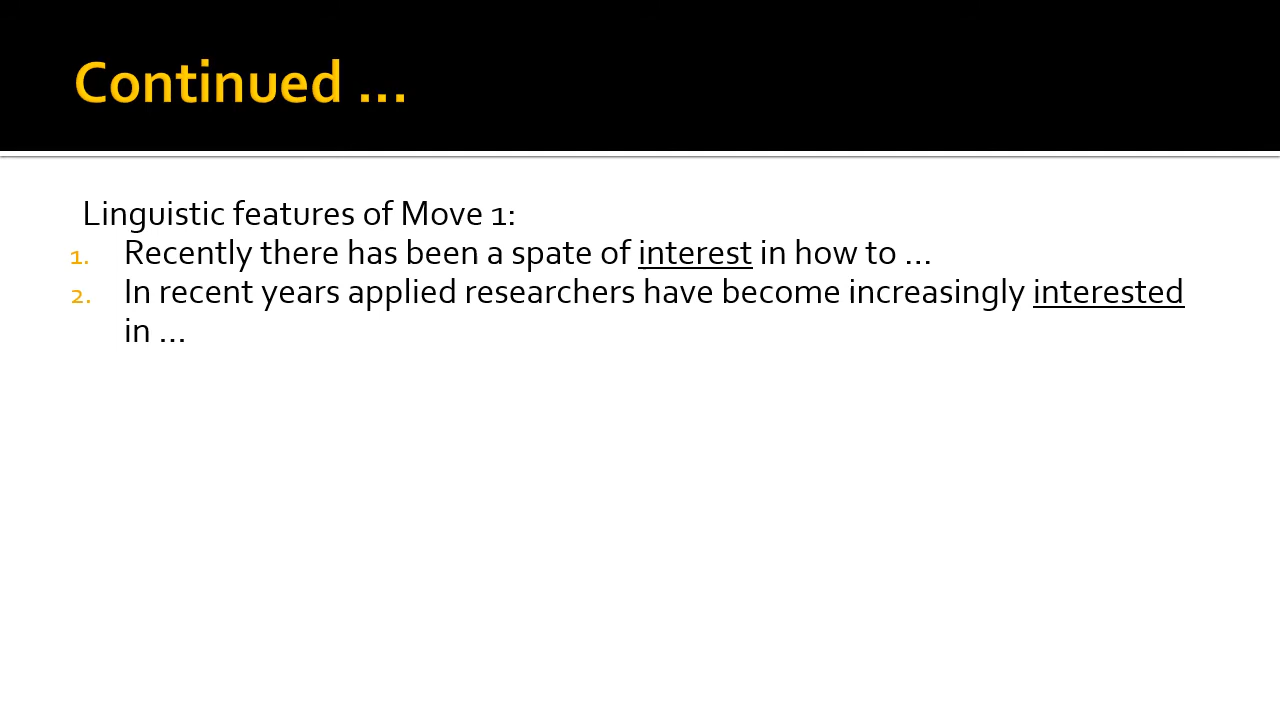 Continued ...
Linguistic features of Move 1:
1. Recently there has been a spate of interest in how to ...
2. In recent years applied researchers have become increasingly interested
in ...